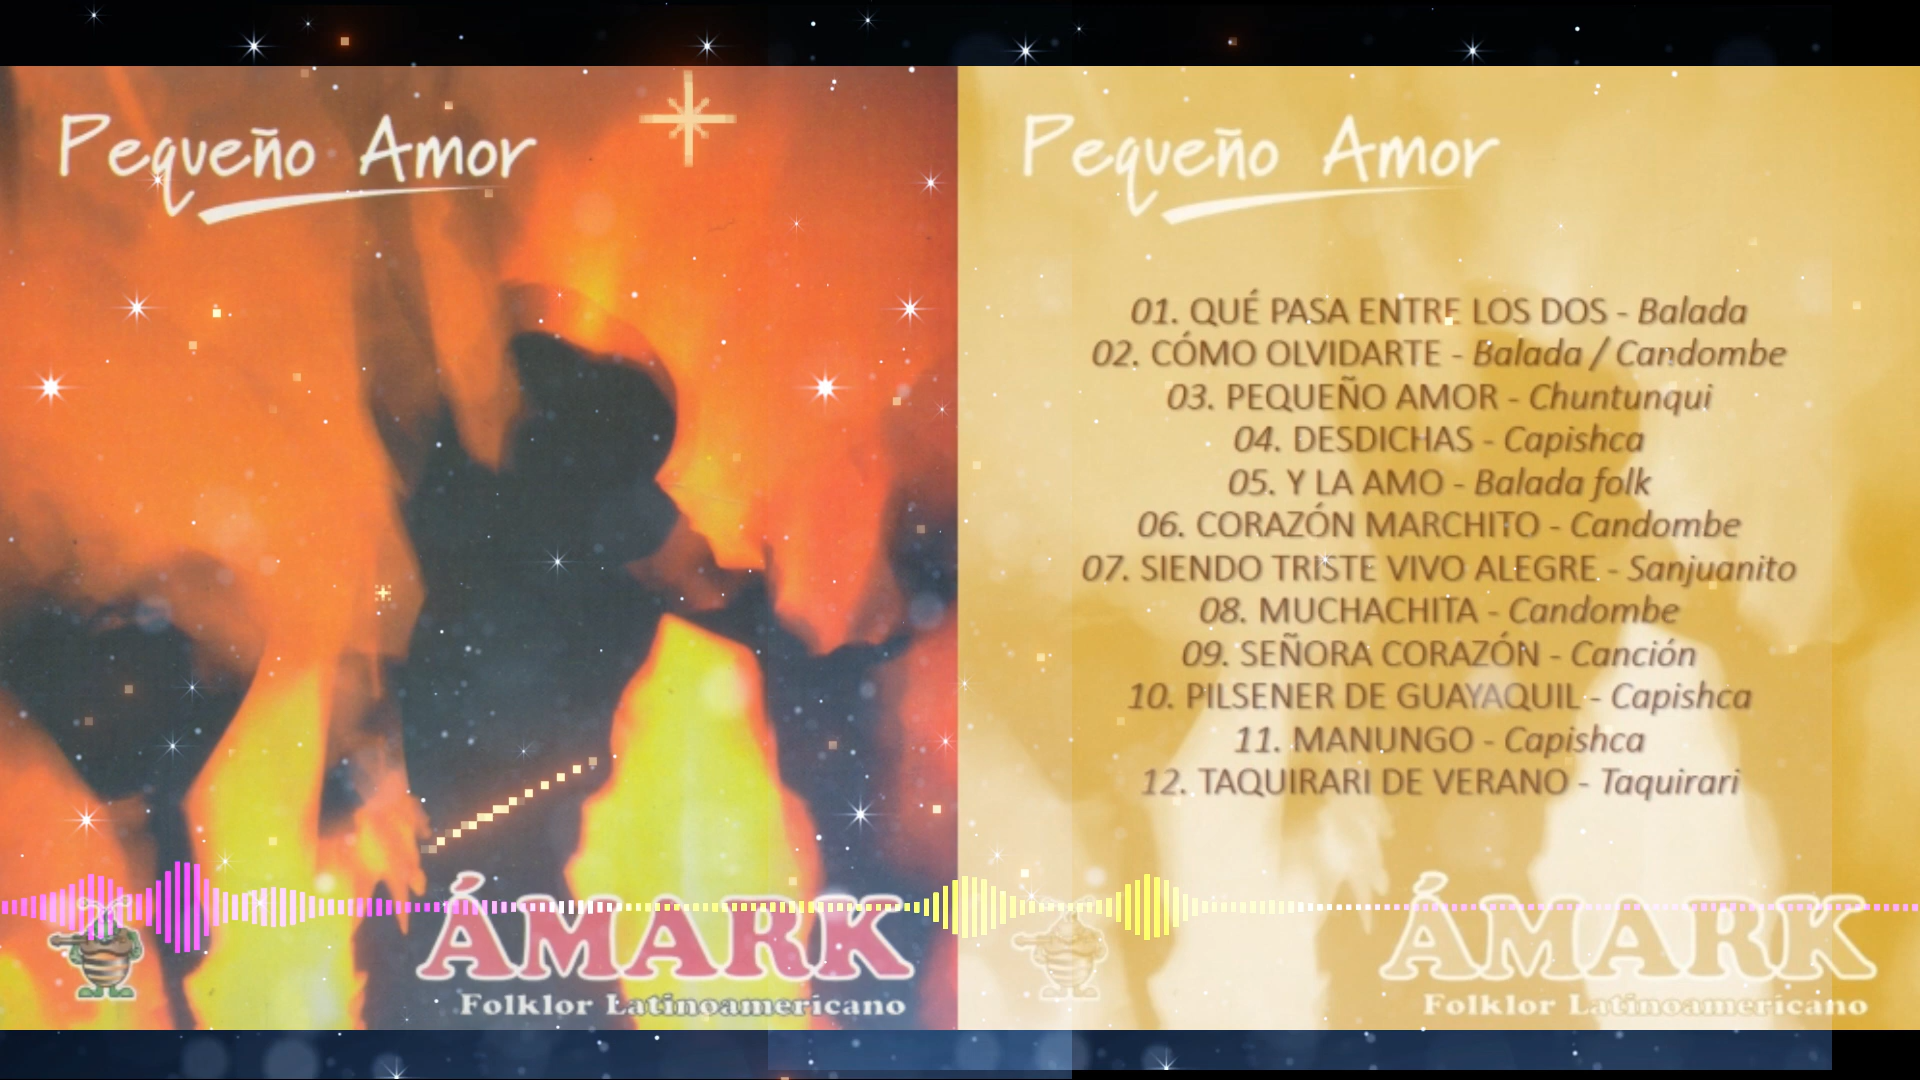 Pequeño Amor
ÁMARK
Folklor Latinoamericano
Pequeño Amor
01. QUÉ PASA ENTRE LOS DOS - Balada
02. CÓMO OLVIDARTE - Balada / Candombe
03. PEQUEÑO AMOR - Chuntunqui
04. DESDICHAS - Capishca
05. Y LA AMO - Balada folk
06. CORAZÓN MARCHITO - Candombe
07. SIENDO TRISTE VIVO ALEGRE - Sanjuanito
08. MUCHACHITA - Candombe
09. SEÑORA CORAZÓN - Canción
10. PILSENER DE GUAYAQUIL - Capishca
11. MANUNGO - Capishca
12. TAQUIRARI DE VERANO - Taquirari
ÁMARK
Folklor Latinoamericano